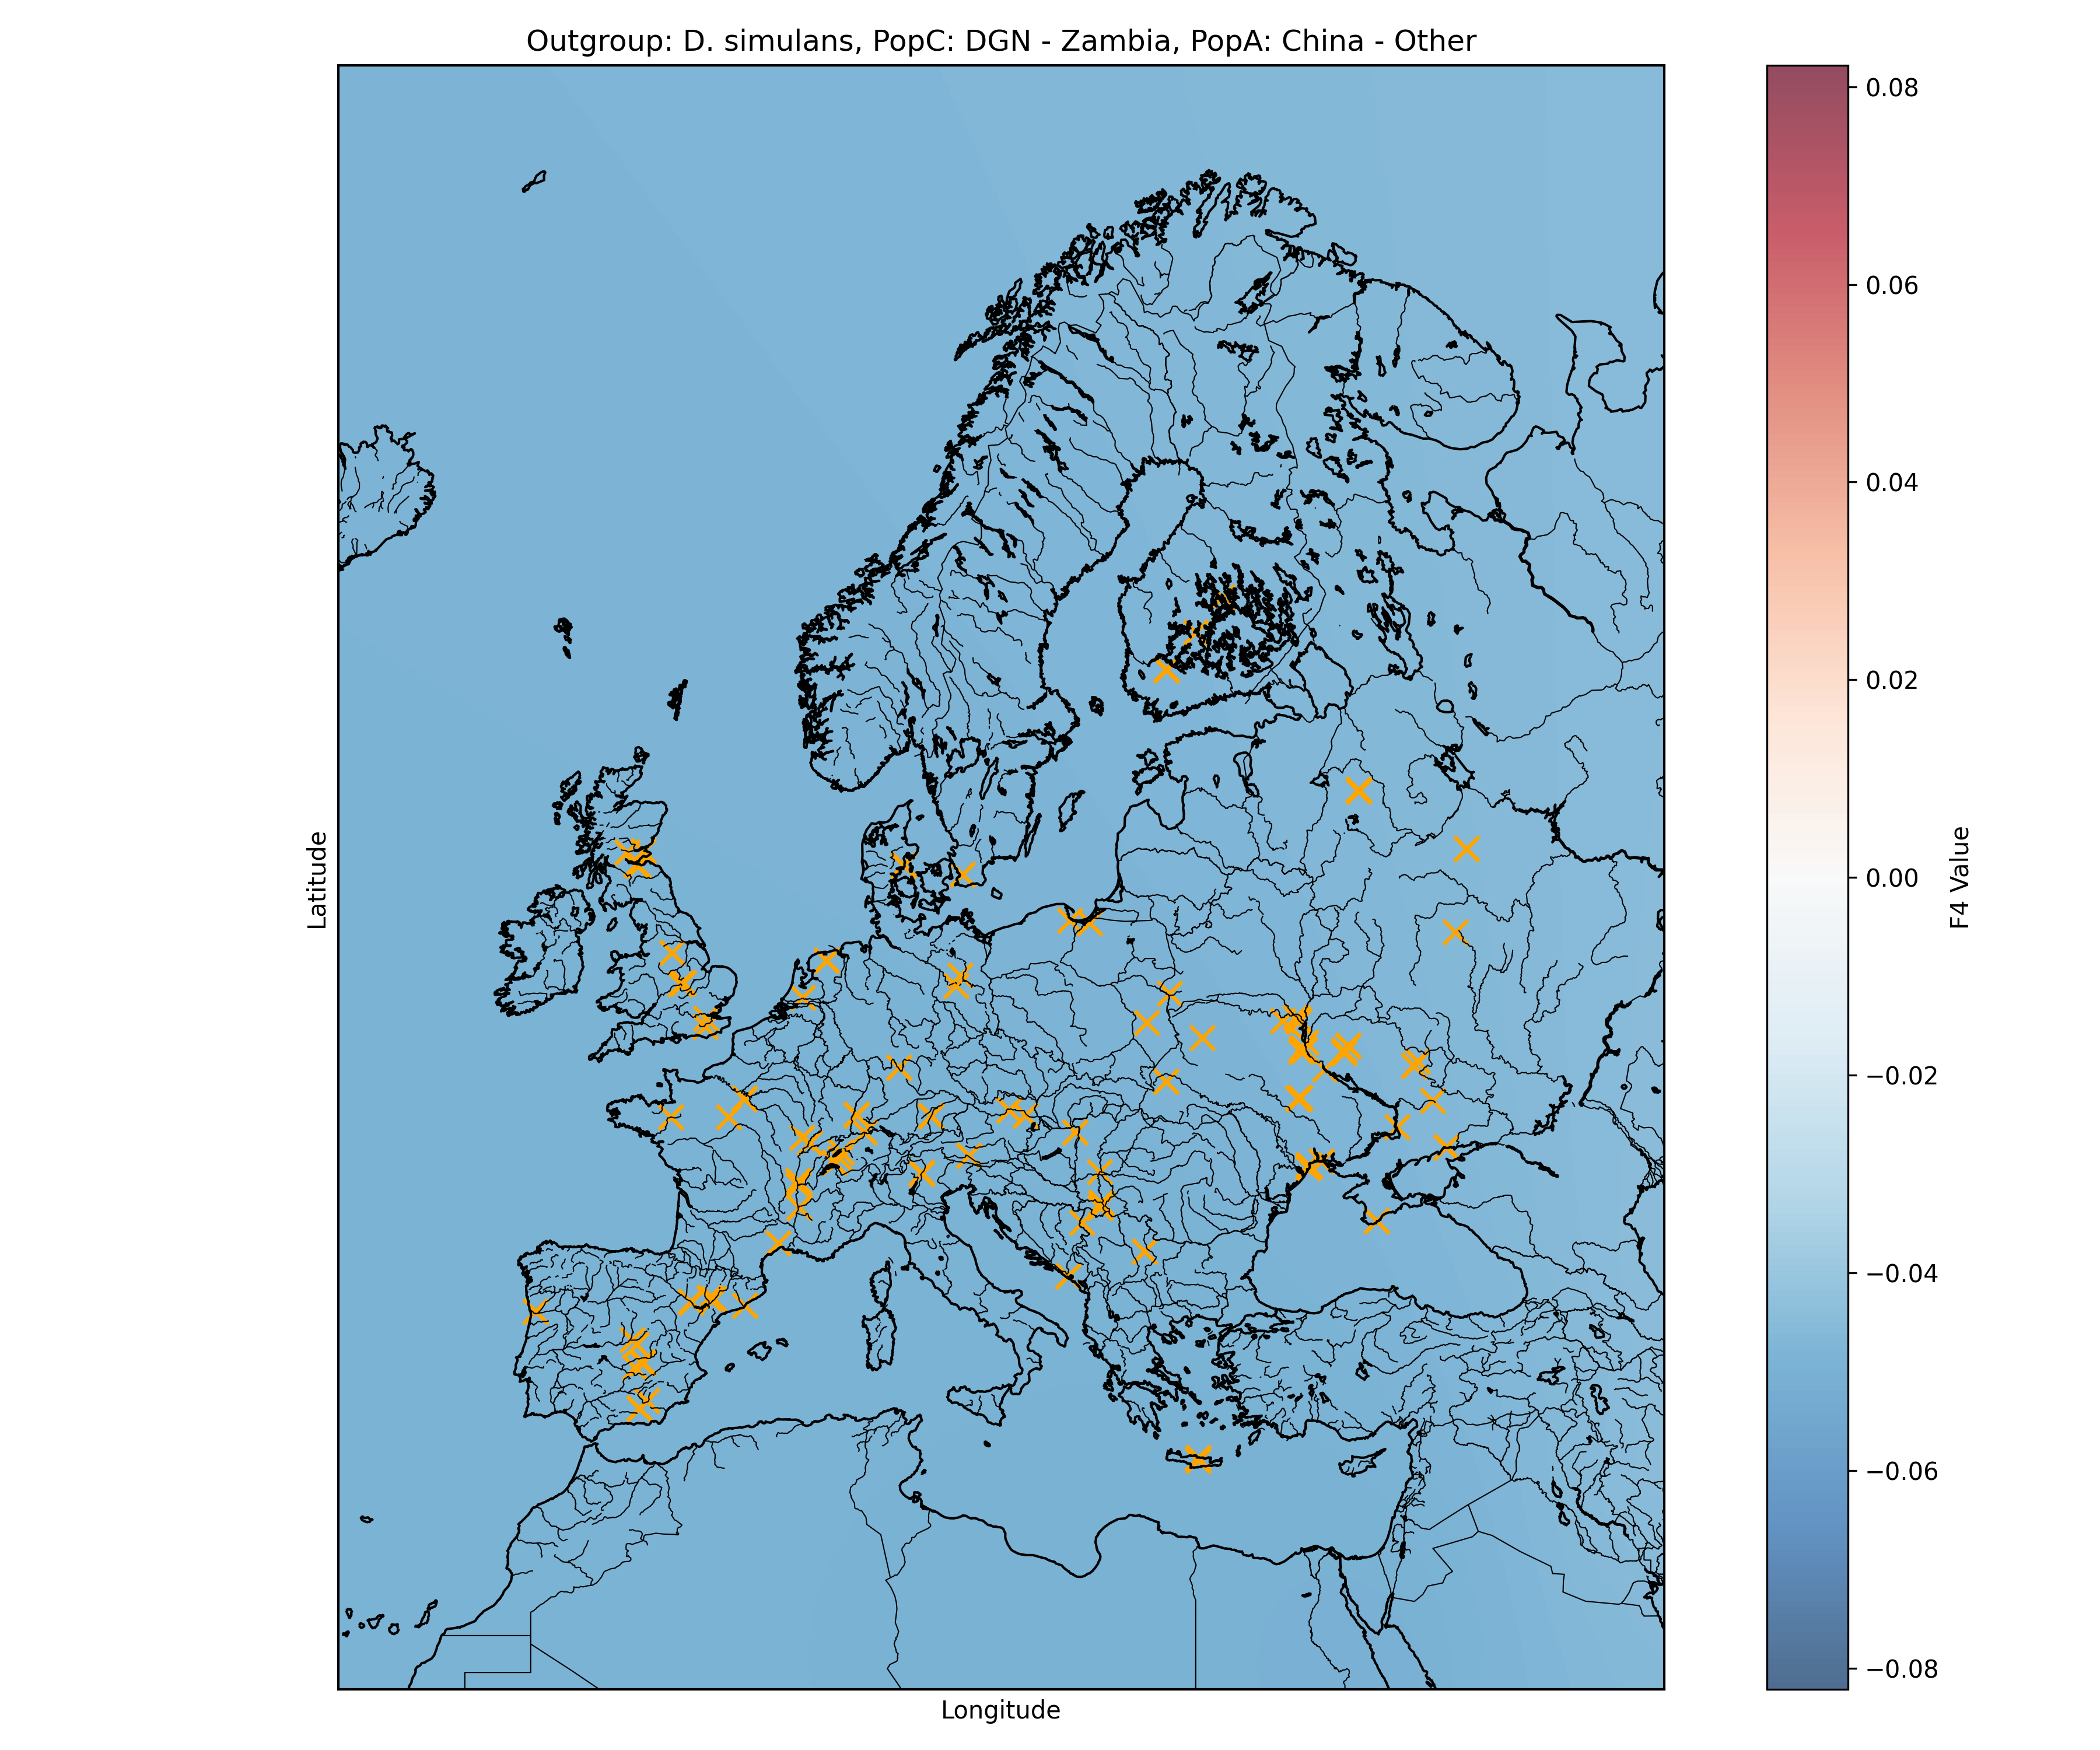 Outgroup: D. simulans, PopC: DGN - Zambia, PopA: China - Other
Latitude
Longitude
0.08
0.06
0.04
0.02
0.00
−0.02
−0.04
−0.06
−0.08
F4 Value